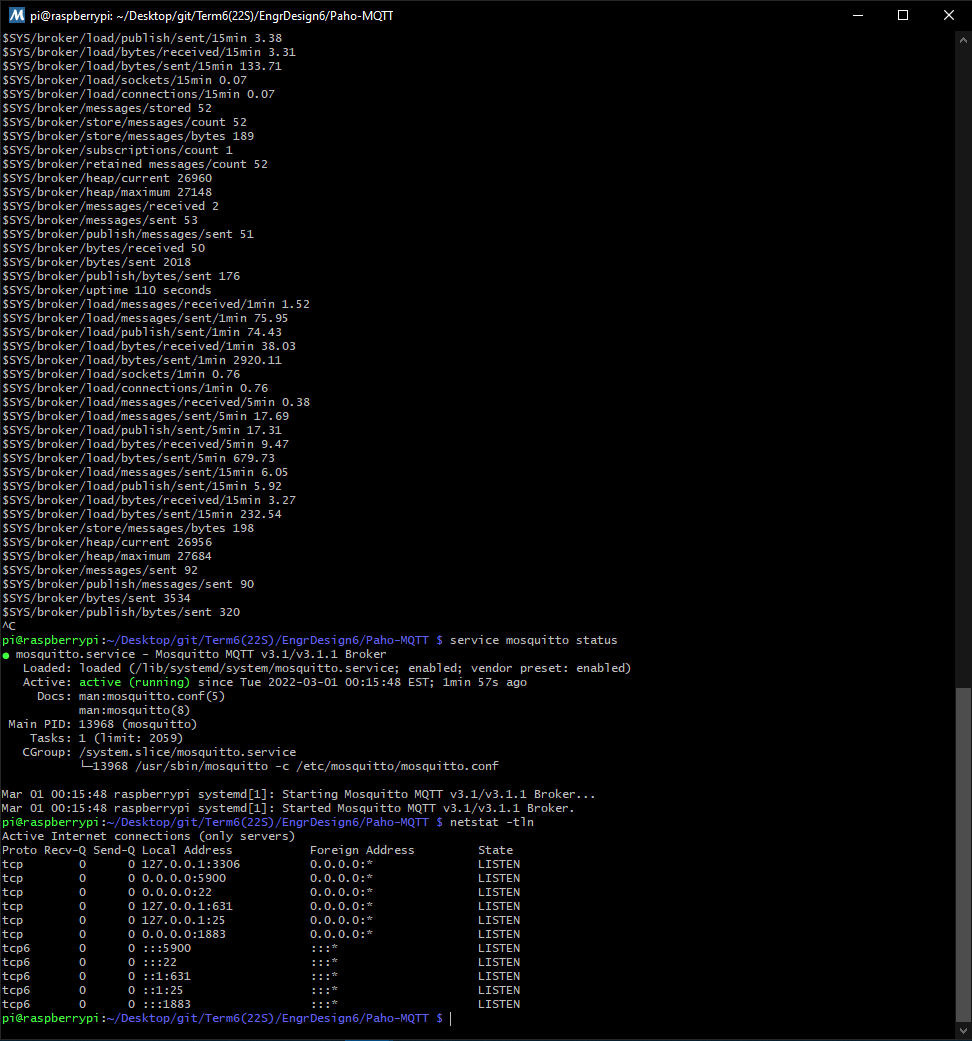 pi@raspberrypi: ~/Desktop/git/Term6(22S)/EngrDesign6/Paho-MQTT
$SYS/broker/load/publish/sent/15min 3.38
$SYS/broker/load/bytes/received/15min 3.31
$SYS/broker/load/bytes/sent/15min 133.71
$SYS/broker/load/sockets/15min 0.07
$SYS/broker/load/connections/15min 0.07
$SYS/broker/messages/stored 52
$SYS/broker/store/messages/count 52
$SYS/broker/store/messages/bytes 189
$SYS/broker/subscriptions/count 1
$SYS/broker/retained messages/count 52
$SYS/broker/heap/current 26960
$SYS/broker/heap/maximum 27148
$SYS/broker/messages/received 2
$SYS/broker/messages/sent 53
$SYS/broker/publish/messages/sent 51
$SYS/broker/bytes/received 50
$SYS/broker/bytes/sent 2018
$SYS/broker/publish/bytes/sent 176
$SYS/broker/uptime 110 seconds
$SYS/broker/load/messages/received/1min 1.52
$SYS/broker/load/messages/sent/1min 75.95
$SYS/broker/load/publish/sent/1min 74.43
$SYS/broker/load/bytes/received/1min 38.03
$SYS/broker/load/bytes/sent/1min 2920.11
$SYS/broker/load/sockets/1min 0.76
$SYS/broker/load/connections/1min 0.76
$SYS/broker/load/messages/received/5min 0.38
$SYS/broker/load/messages/sent/5min 17.69
$SYS/broker/load/publish/sent/5min 17.31
$SYS/broker/load/bytes/received/5min 9.47
$SYS/broker/load/bytes/sent/5min 679.73
$SYS/broker/load/messages/sent/15min 6.05
$SYS/broker/load/publish/sent/15min 5.92
$SYS/broker/load/bytes/received/15min 3.27
$SYS/broker/load/bytes/sent/15min 232.54
$SYS/broker/store/messages/bytes 198
$SYS/broker/heap/current 26956
$SYS/broker/heap/maximum 27684
$SYS/broker/messages/sent 92
$SYS/broker/publish/messages/sent 90
$SYS/broker/bytes/sent 3534
$SYS/broker/publish/bytes/sent 320
^C
pi@raspberrypi:~/Desktop/git/Term6(22S)/EngrDesign6/Paho-MQTT $ service mosquitto status
● mosquitto.service - Mosquitto MQTT v3.1/v3.1.1 Broker
   Loaded: loaded (/lib/systemd/system/mosquitto.service; enabled; vendor preset: enabled)
   Active: active (running) since Tue 2022-03-01 00:15:48 EST; 1min 57s ago
     Docs: man:mosquitto.conf(5)
           man:mosquitto(8)
 Main PID: 13968 (mosquitto)
    Tasks: 1 (limit: 2059)
   CGroup: /system.slice/mosquitto.service
           └─13968 /usr/sbin/mosquitto -c /etc/mosquitto/mosquitto.conf
Mar 01 00:15:48 raspberrypi systemd[1]: Starting Mosquitto MQTT v3.1/v3.1.1 Broker...
Mar 01 00:15:48 raspberrypi systemd[1]: Started Mosquitto MQTT v3.1/v3.1.1 Broker.
pi@raspberrypi:~/Desktop/git/Term6(22S)/EngrDesign6/Paho-MQTT $ netstat -tln
Active Internet connections (only servers)
Proto Recv-Q Send-Q Local Address           Foreign Address         State
tcp        0      0 127.0.0.1:3306          0.0.0.0:*               LISTEN
tcp        0      0 0.0.0.0:5900            0.0.0.0:*               LISTEN
tcp        0      0 0.0.0.0:22              0.0.0.0:*               LISTEN
tcp        0      0 127.0.0.1:631           0.0.0.0:*               LISTEN
tcp        0      0 127.0.0.1:25            0.0.0.0:*               LISTEN
tcp        0      0 0.0.0.0:1883            0.0.0.0:*               LISTEN
tcp6       0      0 :::5900                 :::*                    LISTEN
tcp6       0      0 :::22                   :::*                    LISTEN
tcp6       0      0 ::1:631                 :::*                    LISTEN
tcp6       0      0 ::1:25                  :::*                    LISTEN
tcp6       0      0 :::1883                 :::*                    LISTEN
pi@raspberrypi:~/Desktop/git/Term6(22S)/EngrDesign6/Paho-MQTT $